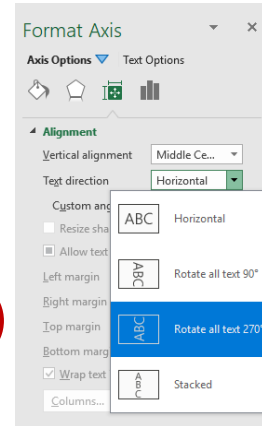 Format Axis
Axis Options Text Options
Alignment
Vertical alignment Middle Ce...
Text direction Horizontal
Custom ang
Resize sha
Allow text
Left margin
Right margin
Top margin
Bottom marg
Wrap text
Columns...
ABC Horizontal
ABC Rotate all text 90°
ABC Rotate all text 270°
ABC Stacked